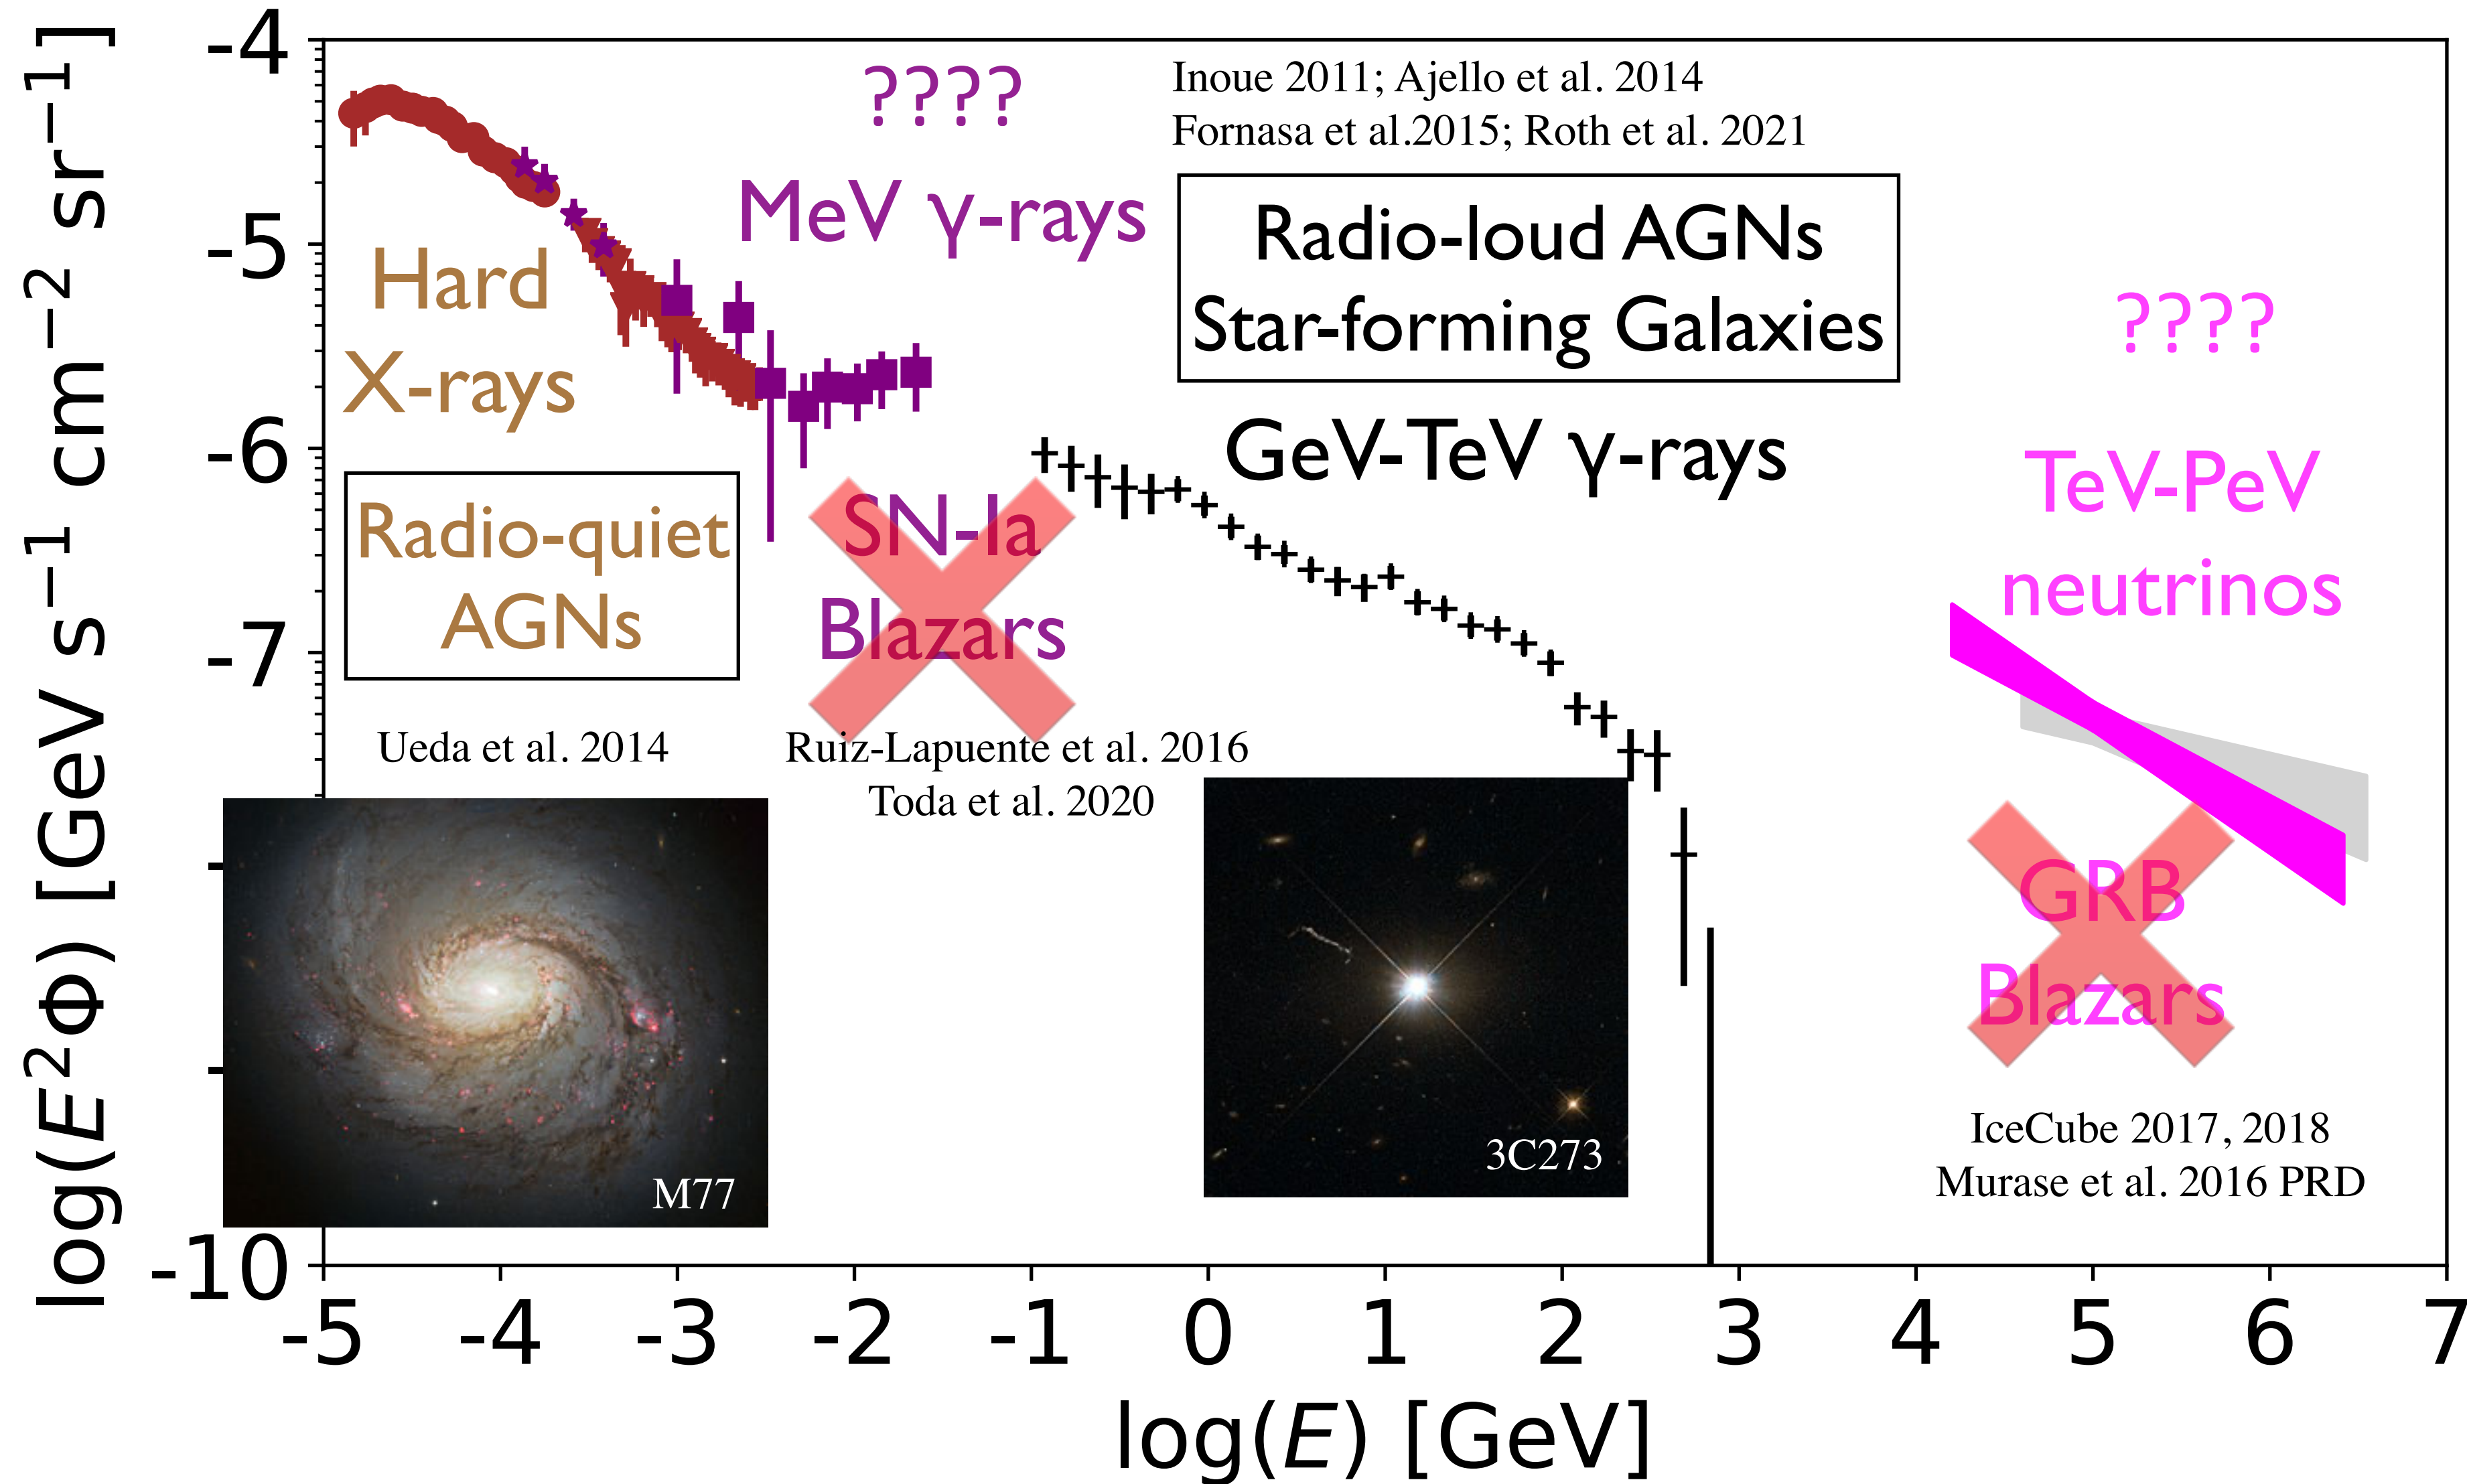 log(E²Φ) [GeV s⁻¹ cm⁻² sr⁻¹]
-4
-5
-6
-7
-10
????
MeV γ-rays
Inoue 2011; Ajello et al. 2014
Fornasa et al.2015; Roth et al. 2021
Radio-loud AGNs
Star-forming Galaxies
GeV-TeV γ-rays
????
TeV-PeV
neutrinos
Hard
X-rays
Radio-quiet
AGNs
Ueda et al. 2014
SN-Ia
Blazars
Ruiz-Lapuente et al. 2016
Toda et al. 2020
GRB
Blazars
IceCube 2017, 2018
Murase et al. 2016 PRD
M77
3C273
-5 -4 -3 -2 -1 0 1 2 3 4 5 6 7
log(E) [GeV]